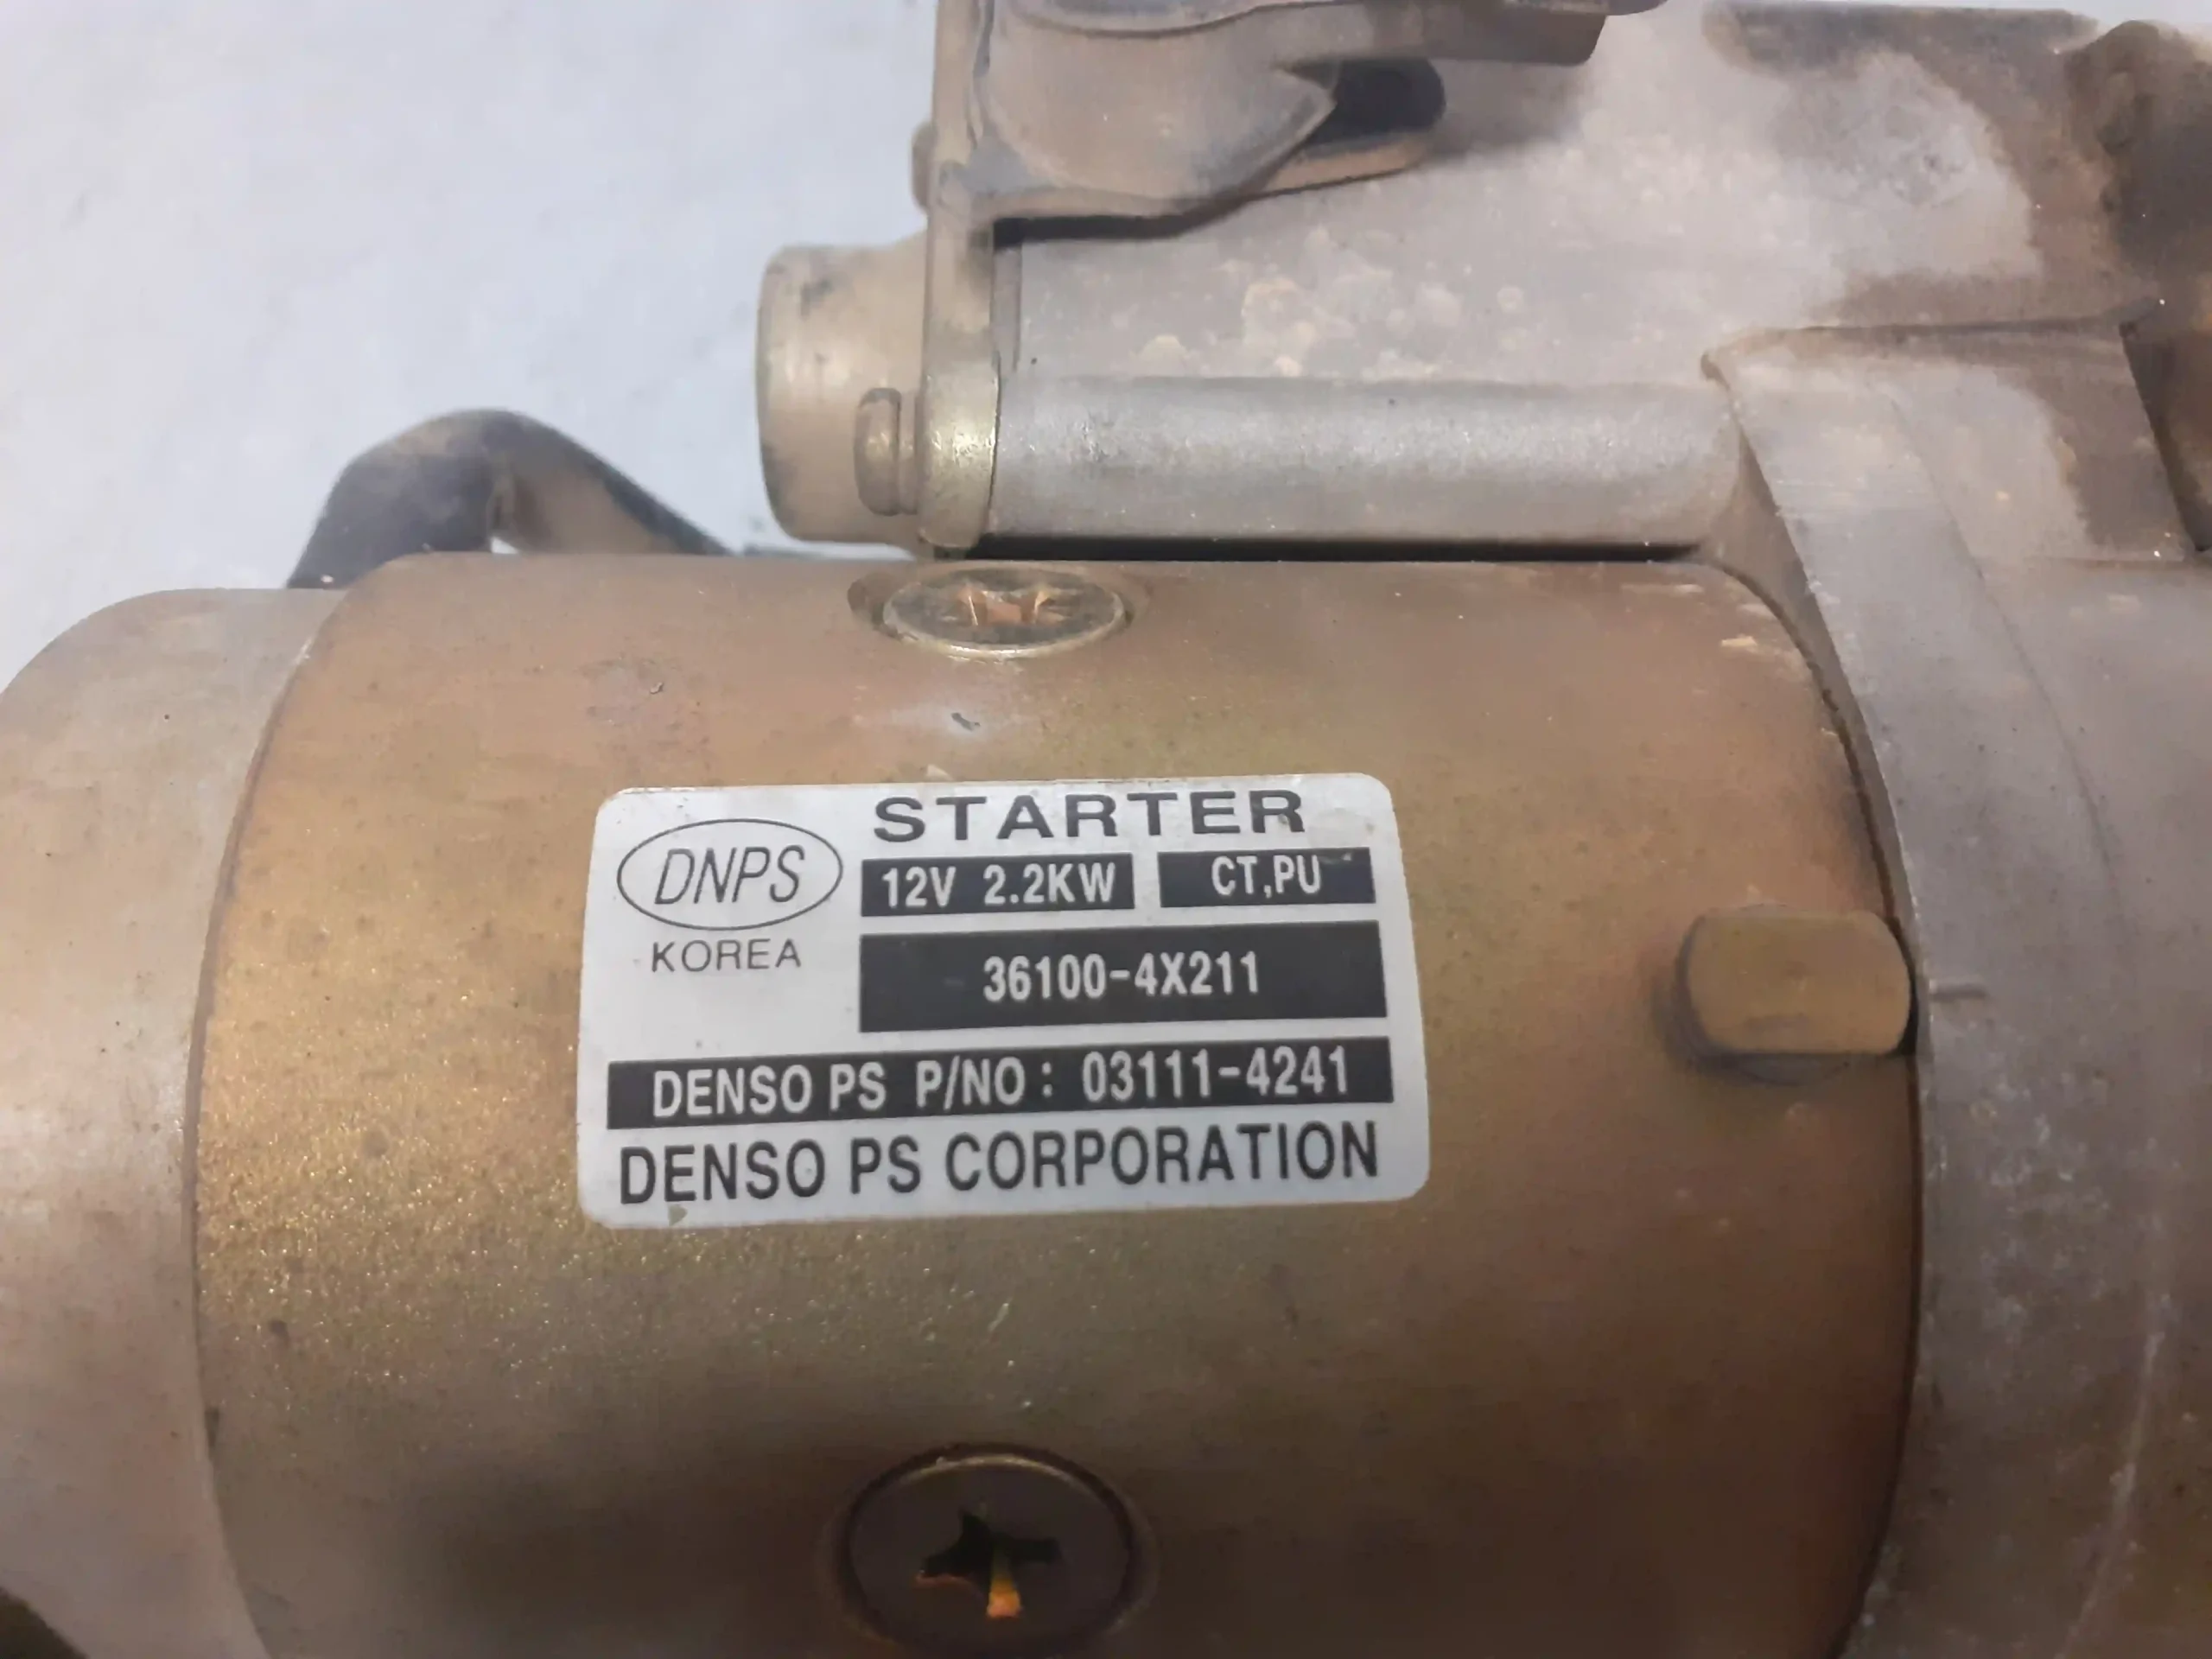 STARTER
DNPS
12V 2.2KW CT,PU
KOREA
36100-4X211
DENSO PS P/NO: 03111-4241
DENSO PS CORPORATION